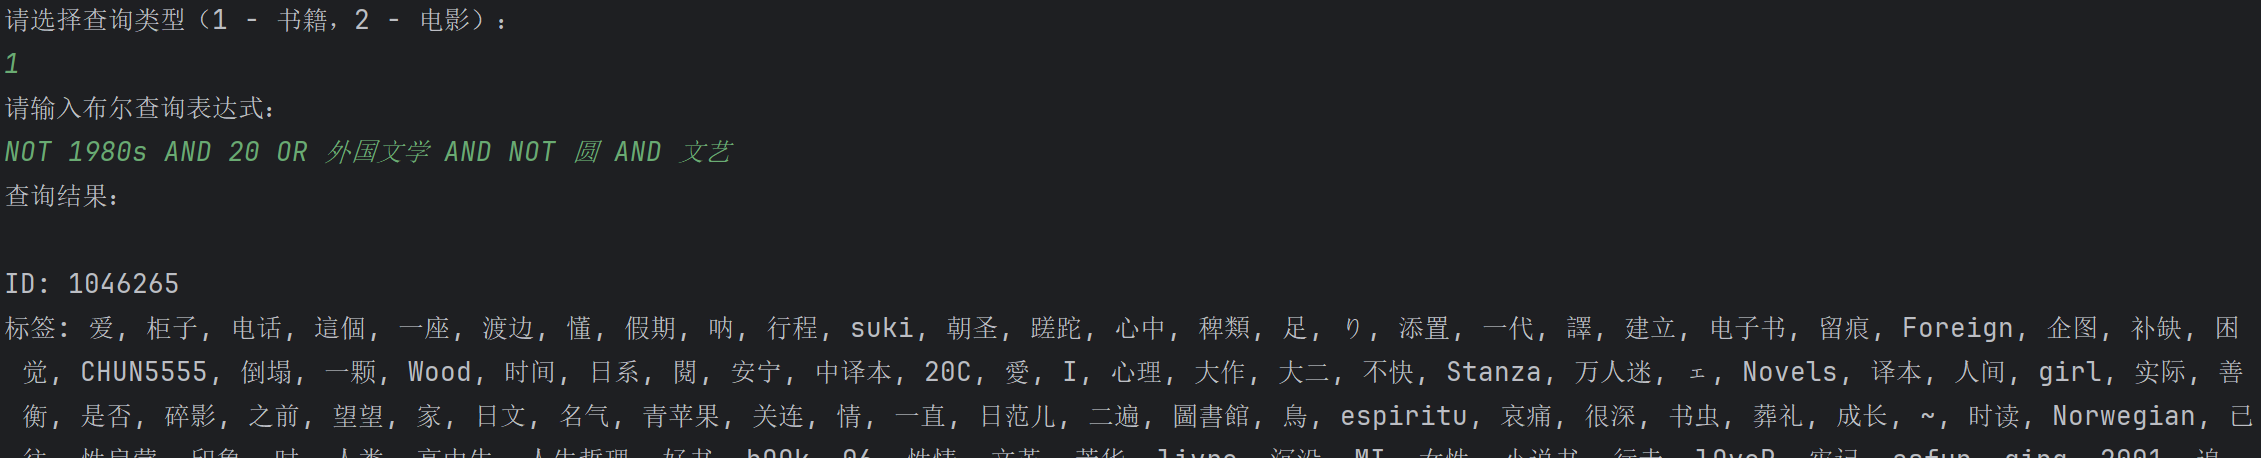 请选择查询类型（1 - 书籍，2 - 电影）：
1
请输入布尔查询表达式：
NOT 1980s AND 20 OR 外国文学 AND NOT 圆 AND 文艺
查询结果：
ID: 1046265
标签: 爱, 柜子, 电话, 這個, 一座, 渡边, 懂, 假期, 呐, 行程, suki, 朝圣, 蹉跎, 心中, 稗類, 足, り, 添置, 一代, 譯, 建立, 电子书, 留痕, Foreign, 企图, 补缺, 困
觉, CHUN5555, 倒塌, 一颗, Wood, 时间, 日系, 閱, 安宁, 中译本, 20C, 愛, I, 心理, 大作, 大二, 不快, Stanza, 万人迷, ェ, Novels, 译本, 人间, girl, 实际, 善
衡, 是否, 碎影, 之前, 望望, 家, 日文, 名气, 青苹果, 关连, 情, 一直, 日范儿, 二遍, 圖書館, 鳥, espiritu, 哀痛, 很深, 书虫, 葬礼, 成长, ~, 时读, Norwegian, 已